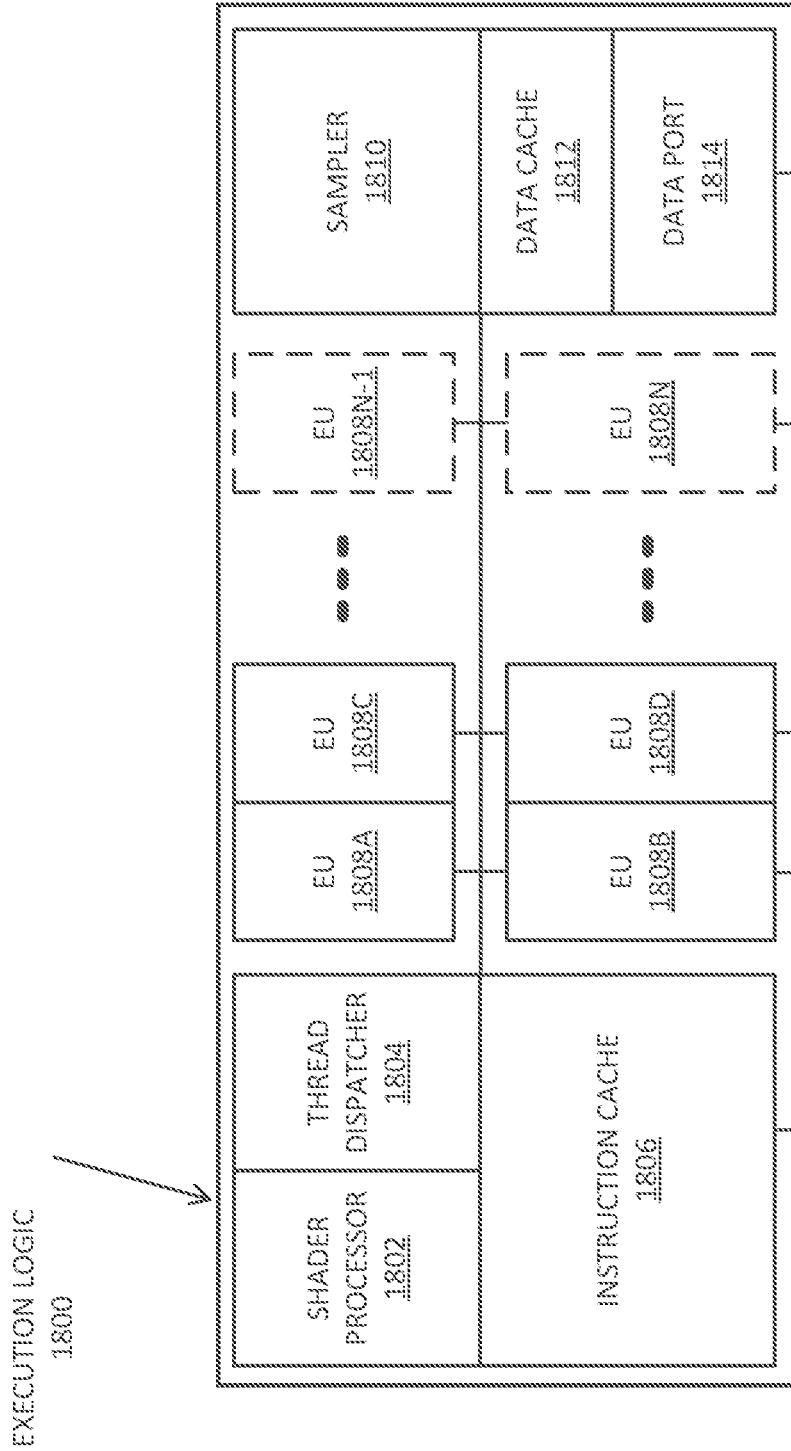 EXECUTION LOGIC
1800
SHADER
PROCESSOR
1802
THREAD
DISPATCHER
1804
INSTRUCTION CACHE
1806
EU
1808A
EU
1808C
EU
1808B
EU
1808D
EU
1808N-1
EU
1808N
SAMPLER
1810
DATA CACHE
1812
DATA PORT
1814